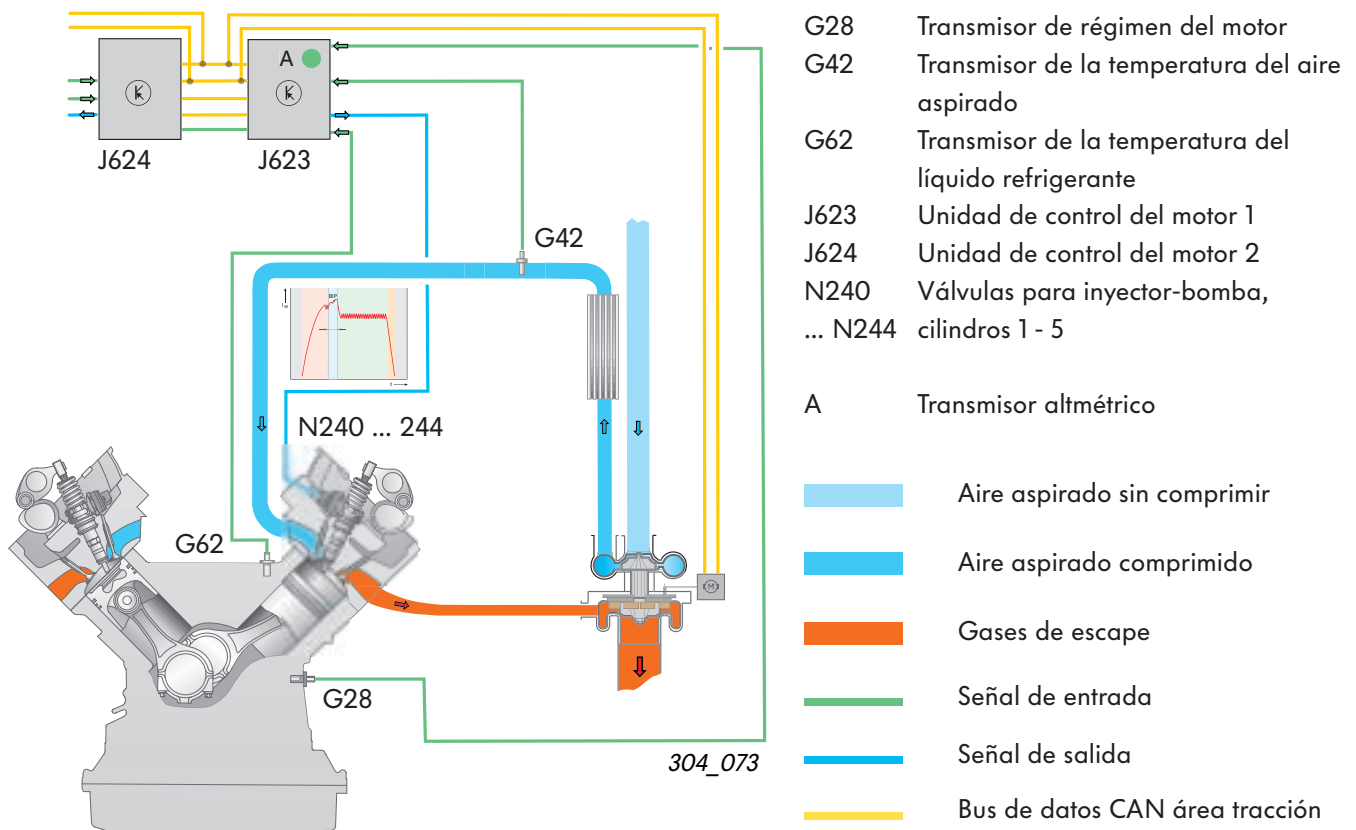 A
J624
J623
G42
BIP
N240 ... 244
G62
M
G28
304_073
G28 Transmisor de régimen del motor
G42 Transmisor de la temperatura del aire
aspirado
G62 Transmisor de la temperatura del
líquido refrigerante
J623 Unidad de control del motor 1
J624 Unidad de control del motor 2
N240 Válvulas para inyector-bomba,
... N244 cilindros 1 - 5
A Transmisor altmétrico
Aire aspirado sin comprimir
Aire aspirado comprimido
Gases de escape
Señal de entrada
Señal de salida
Bus de datos CAN área tracción